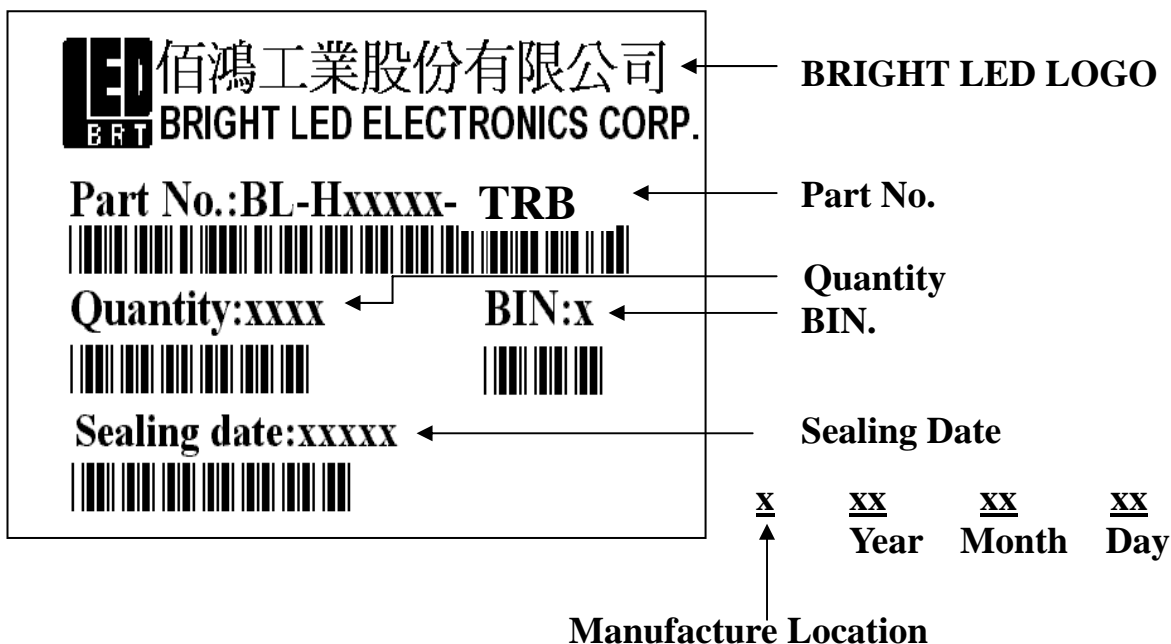 LED 佰鴻工業股份有限公司 BRIGHT LED LOGO
BRT BRIGHT LED ELECTRONICS CORP.
Part No.:BL-Hxxxxx- TRB Part No.
Quantity
Quantity:xxxx BIN:x BIN.
Sealing date:xxxxx Sealing Date
x xx xx xx
Year Month Day
Manufacture Location